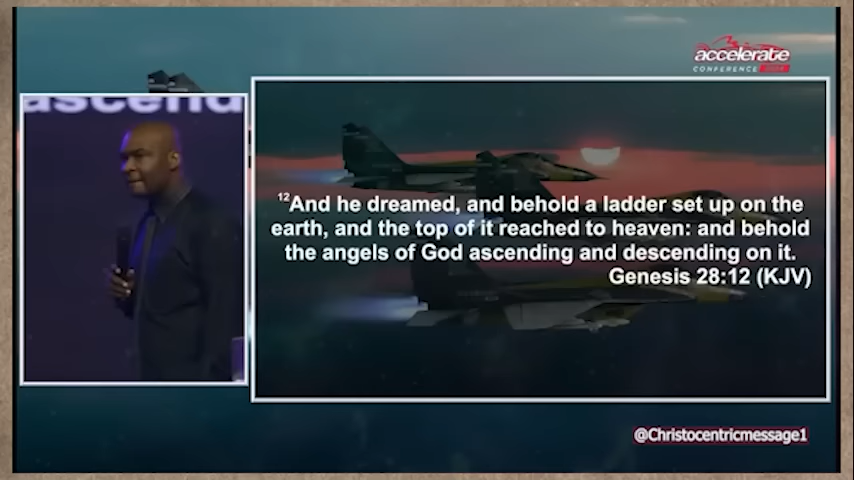 accelerate
CONFERENCE
ascend
¹²And he dreamed, and behold a ladder set up on the
earth, and the top of it reached to heaven: and behold
the angels of God ascending and descending on it.
Genesis 28:12 (KJV)
@Christocentricmessage1